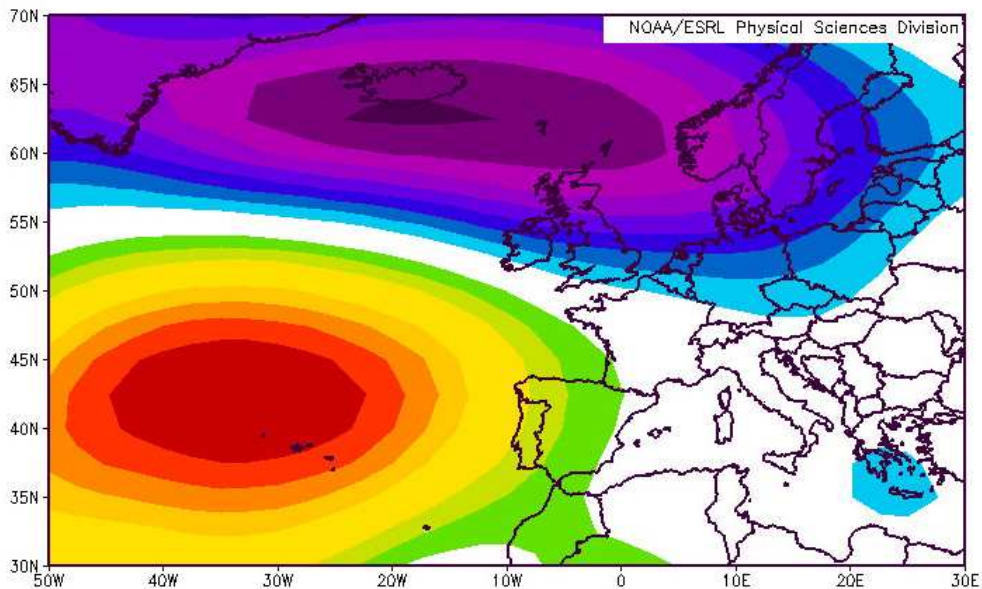 NOAA/ESRL Physical Sciences Division
70N
65N
60N
55N
50N
45N
40N
35N
30N
50W 40W 30W 20W 10W 0 10E 20E 30E